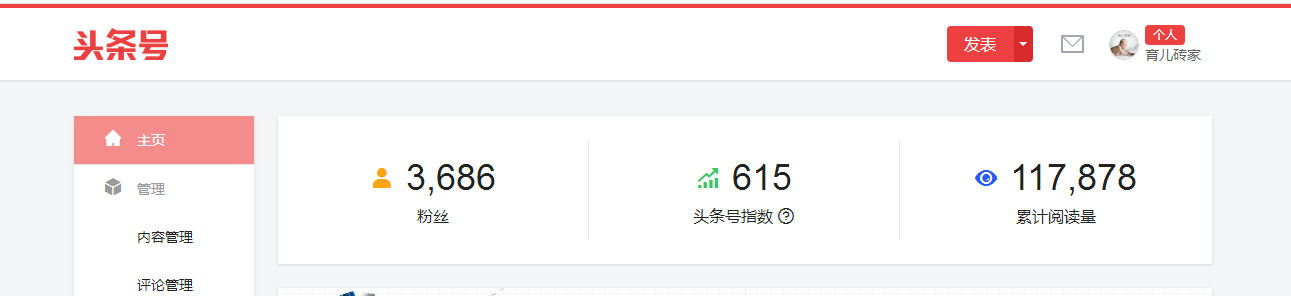 头条号
发表
个人
育儿砖家
主页
管理
内容管理
评论管理
3,686
粉丝
615
头条号指数 ?
117,878
累计阅读量